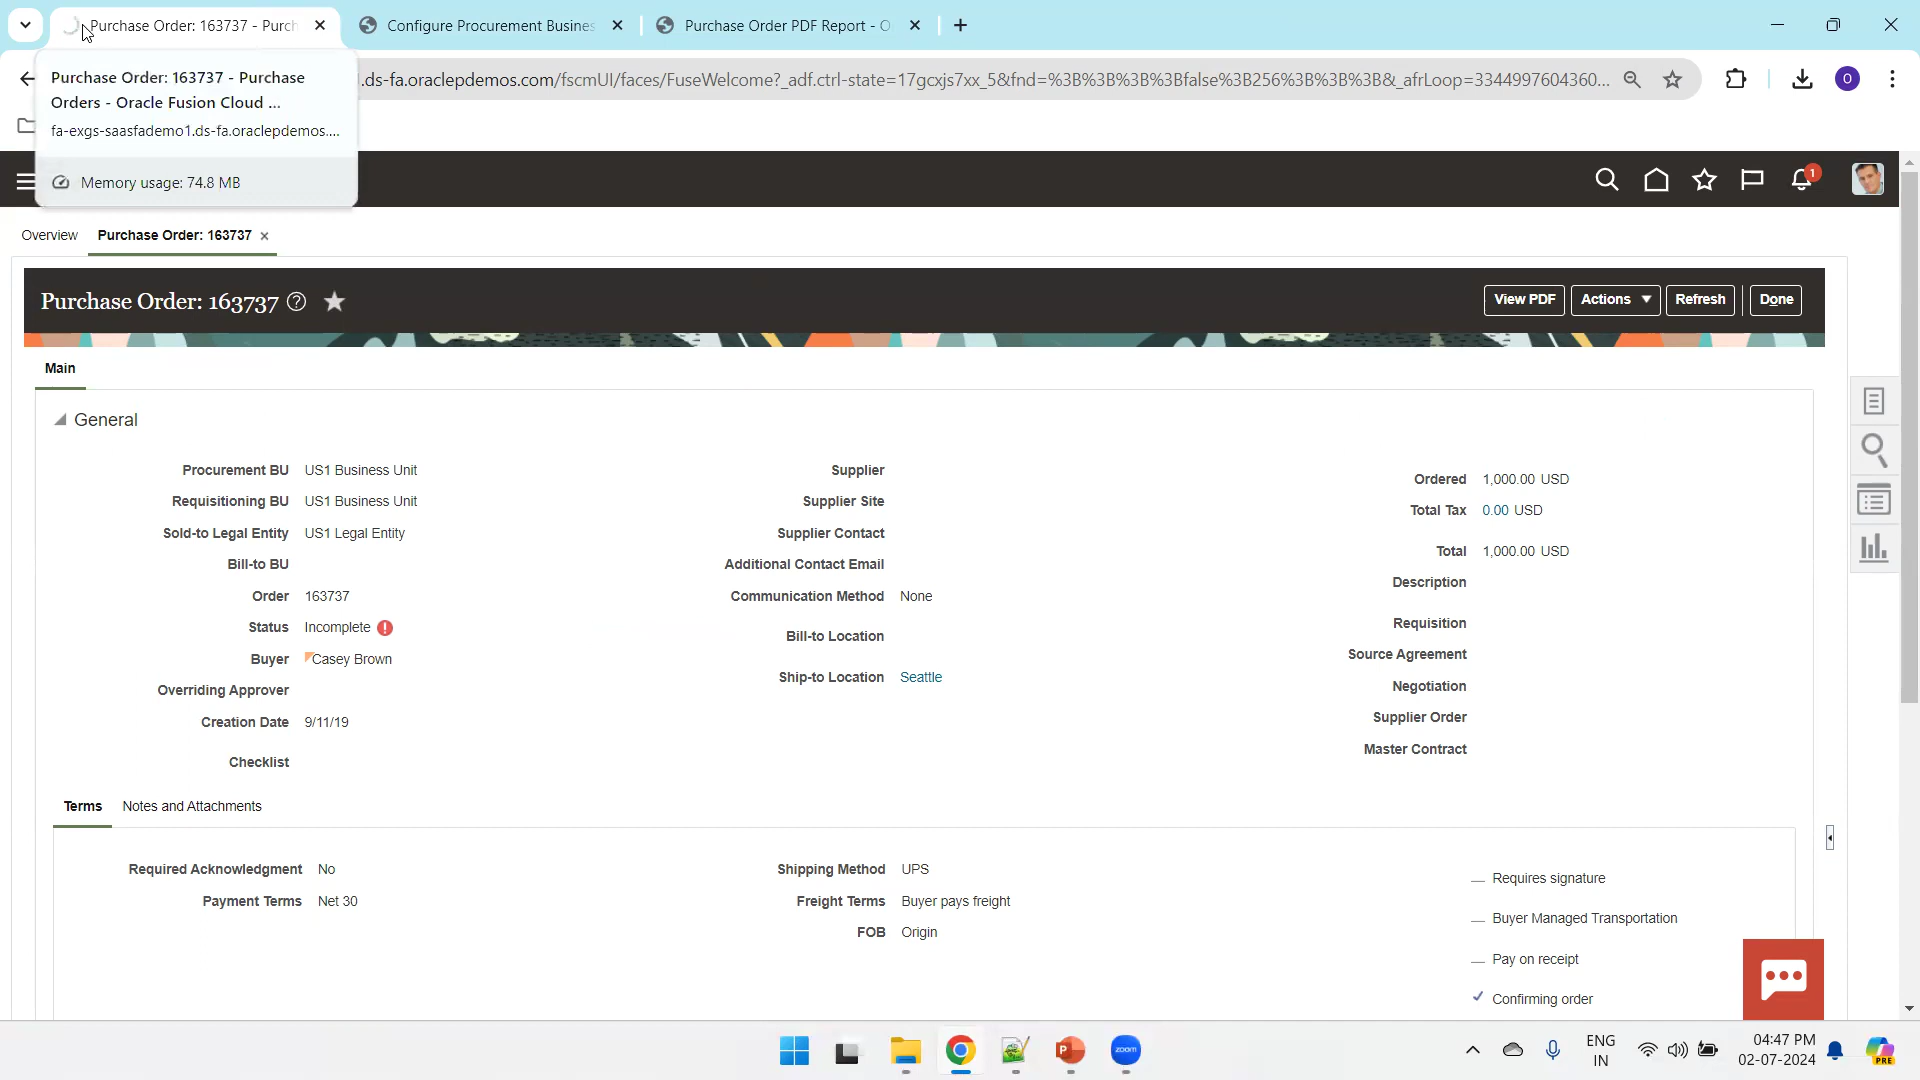 Purchase Order: 163737 - Purch
Configure Procurement Busines
Purchase Order PDF Report - O
Purchase Order: 163737 - Purchase
Orders - Oracle Fusion Cloud ...
fa-exgs-saasfademo1.ds-fa.oraclepdemos....
Memory usage: 74.8 MB
.ds-fa.oraclepdemos.com/fscmUI/faces/FuseWelcome?_adf.ctrl-state=17gcxjs7xx_5&fnd=%3B%3B%3B%3Bfalse%3B256%3B%3B%3B&_afrLoop=3344997604360...
O
1
Overview
Purchase Order: 163737
Purchase Order: 163737
View PDF
Actions
Refresh
Done
Main
General
Procurement BU US1 Business Unit
Requisitioning BU US1 Business Unit
Sold-to Legal Entity US1 Legal Entity
Bill-to BU
Order 163737
Status Incomplete
Buyer Casey Brown
Overriding Approver
Creation Date 9/11/19
Checklist
Supplier
Supplier Site
Supplier Contact
Additional Contact Email
Communication Method None
Bill-to Location
Ship-to Location Seattle
Ordered 1,000.00 USD
Total Tax 0.00 USD
Total 1,000.00 USD
Description
Requisition
Source Agreement
Negotiation
Supplier Order
Master Contract
Terms
Notes and Attachments
Required Acknowledgment No
Payment Terms Net 30
Shipping Method UPS
Freight Terms Buyer pays freight
FOB Origin
Requires signature
Buyer Managed Transportation
Pay on receipt
Confirming order
zoom
ENG
IN
04:47 PM
02-07-2024
PRE